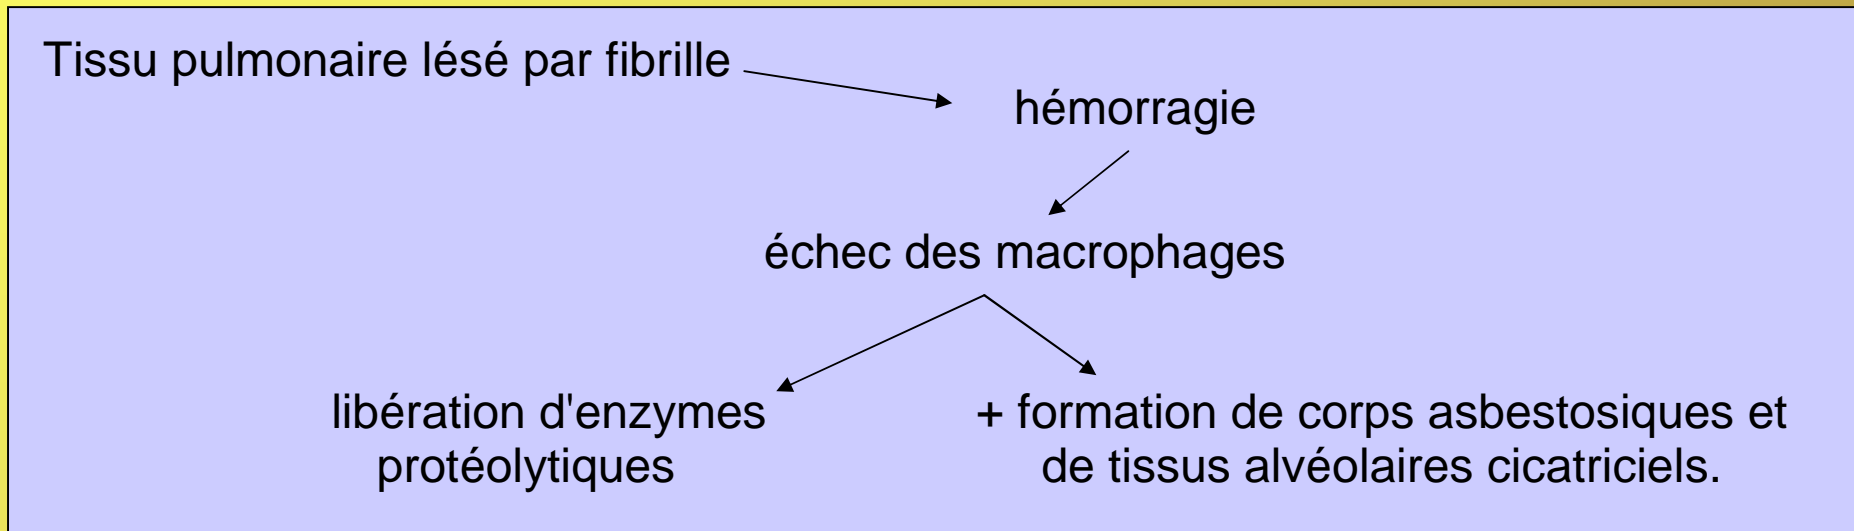 Tissu pulmonaire lésé par fibrille
hémorragie
échec des macrophages
libération d'enzymes
protéolytiques
+ formation de corps asbestosiques et
de tissus alvéolaires cicatriciels.